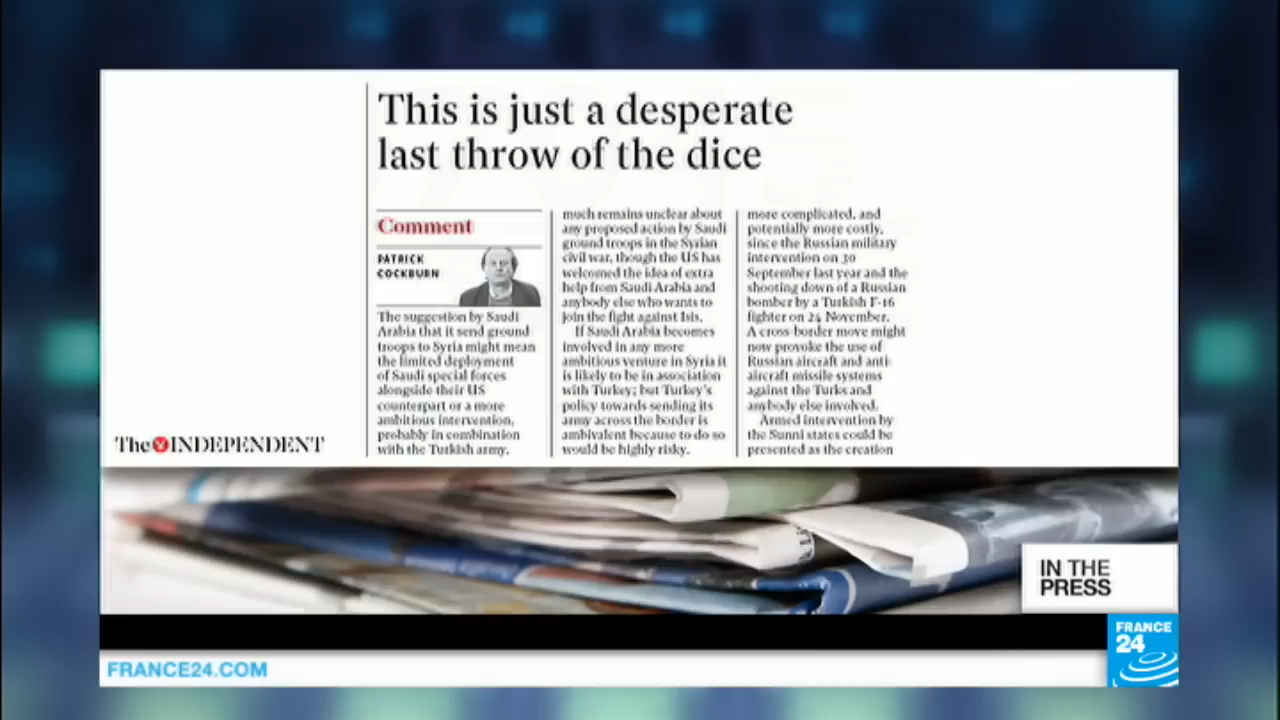 This is just a desperate
last throw of the dice
Comment
PATRICK
COCKBURN
The suggestion by Saudi
Arabia that it send ground
troops to Syria might mean
the limited deployment
of Saudi special forces
alongside their US
counterpart or a more
ambitious intervention,
probably in combination
with the Turkish army.
much remains unclear about
any proposed action by Saudi
ground troops in the Syrian
civil war, though the US has
welcomed the idea of extra
help from Saudi Arabia and
anybody else who wants to
join the fight against Isis.
If Saudi Arabia becomes
involved in any more
ambitious venture in Syria it
is likely to be in association
with Turkey; but Turkey's
policy towards sending its
army across the border is
ambivalent because to do so
would be highly risky.
more complicated, and
potentially more costly,
since the Russian military
intervention on 30
September last year and the
shooting down of a Russian
bomber by a Turkish F-16
fighter on 24 November.
A cross-border move might
now provoke the use of
Russian aircraft and anti-
aircraft missile systems
against the Turks and
anybody else involved.
Armed intervention by
the Sunni states could be
presented as the creation
The INDEPENDENT
IN THE
PRESS
FRANCE
24
FRANCE24.COM